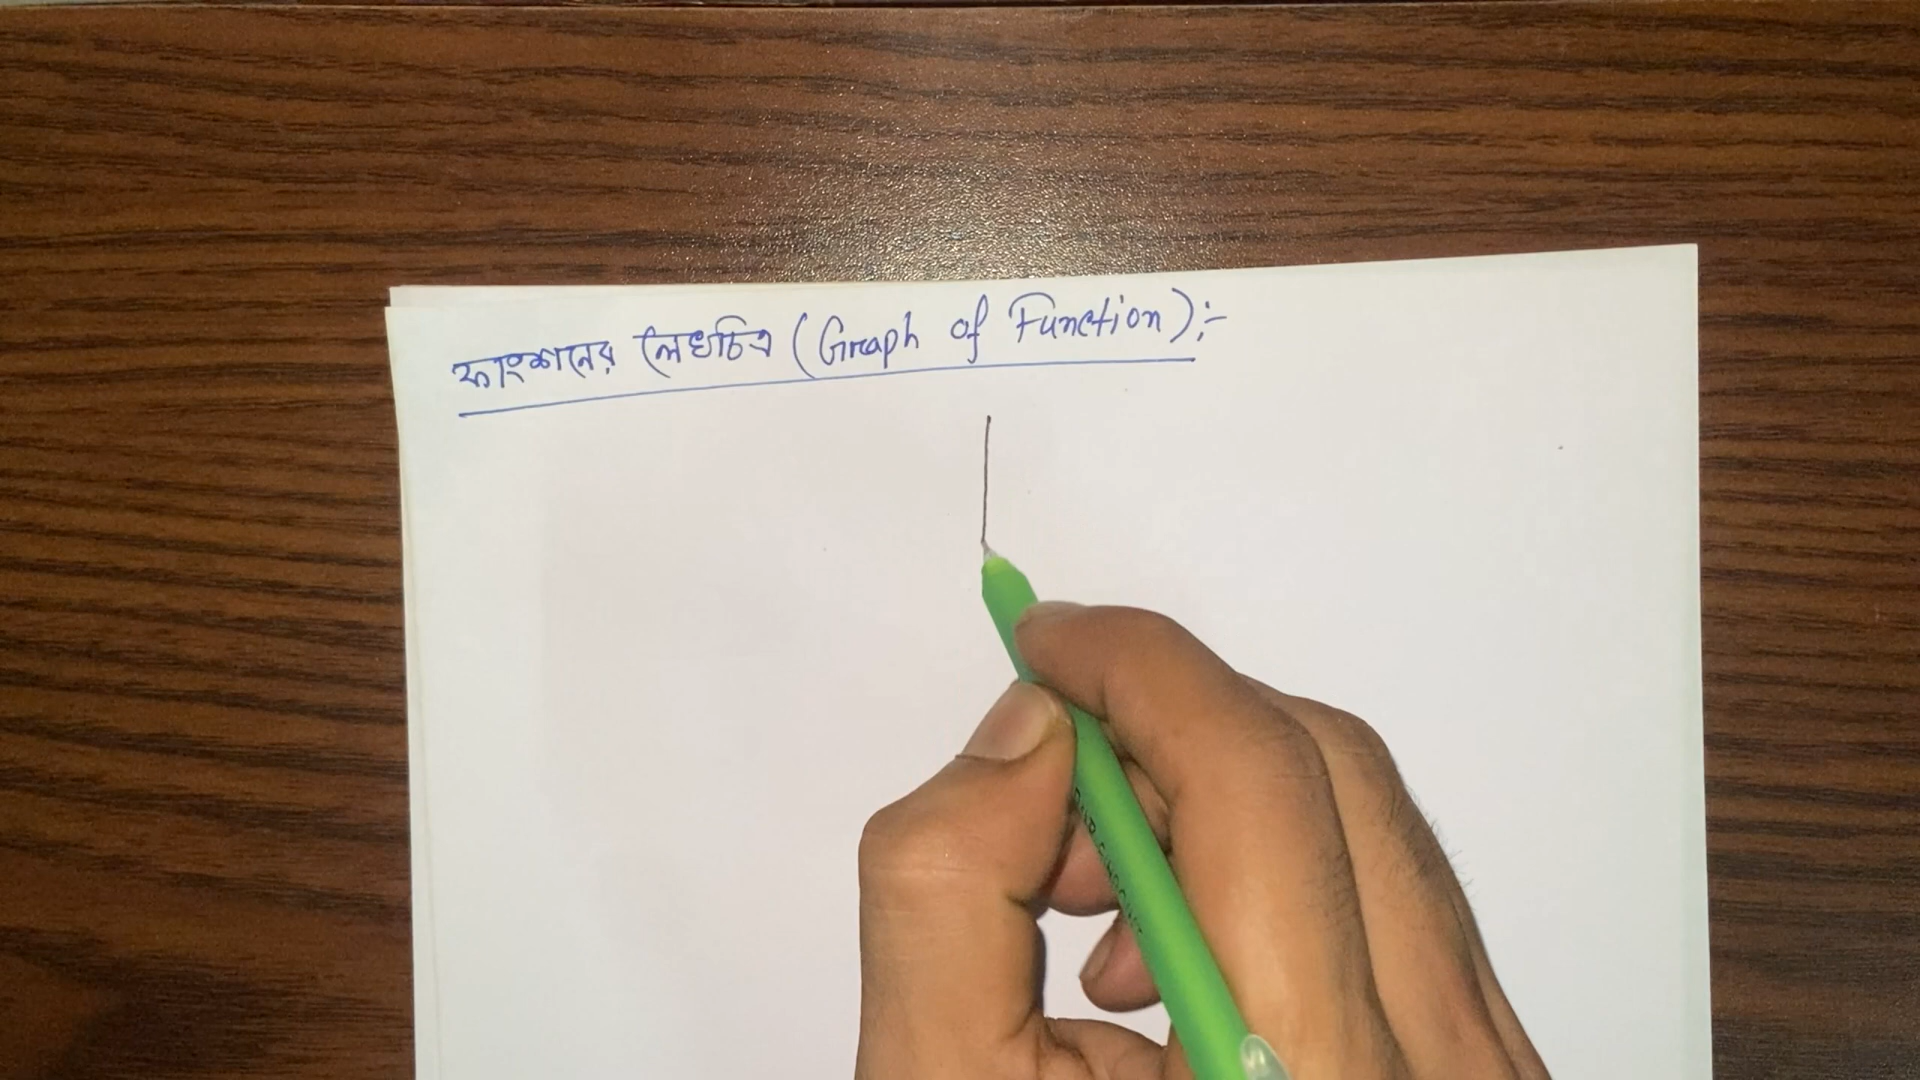 ফাংশনের লেখচিত্র (Graph of Function):-